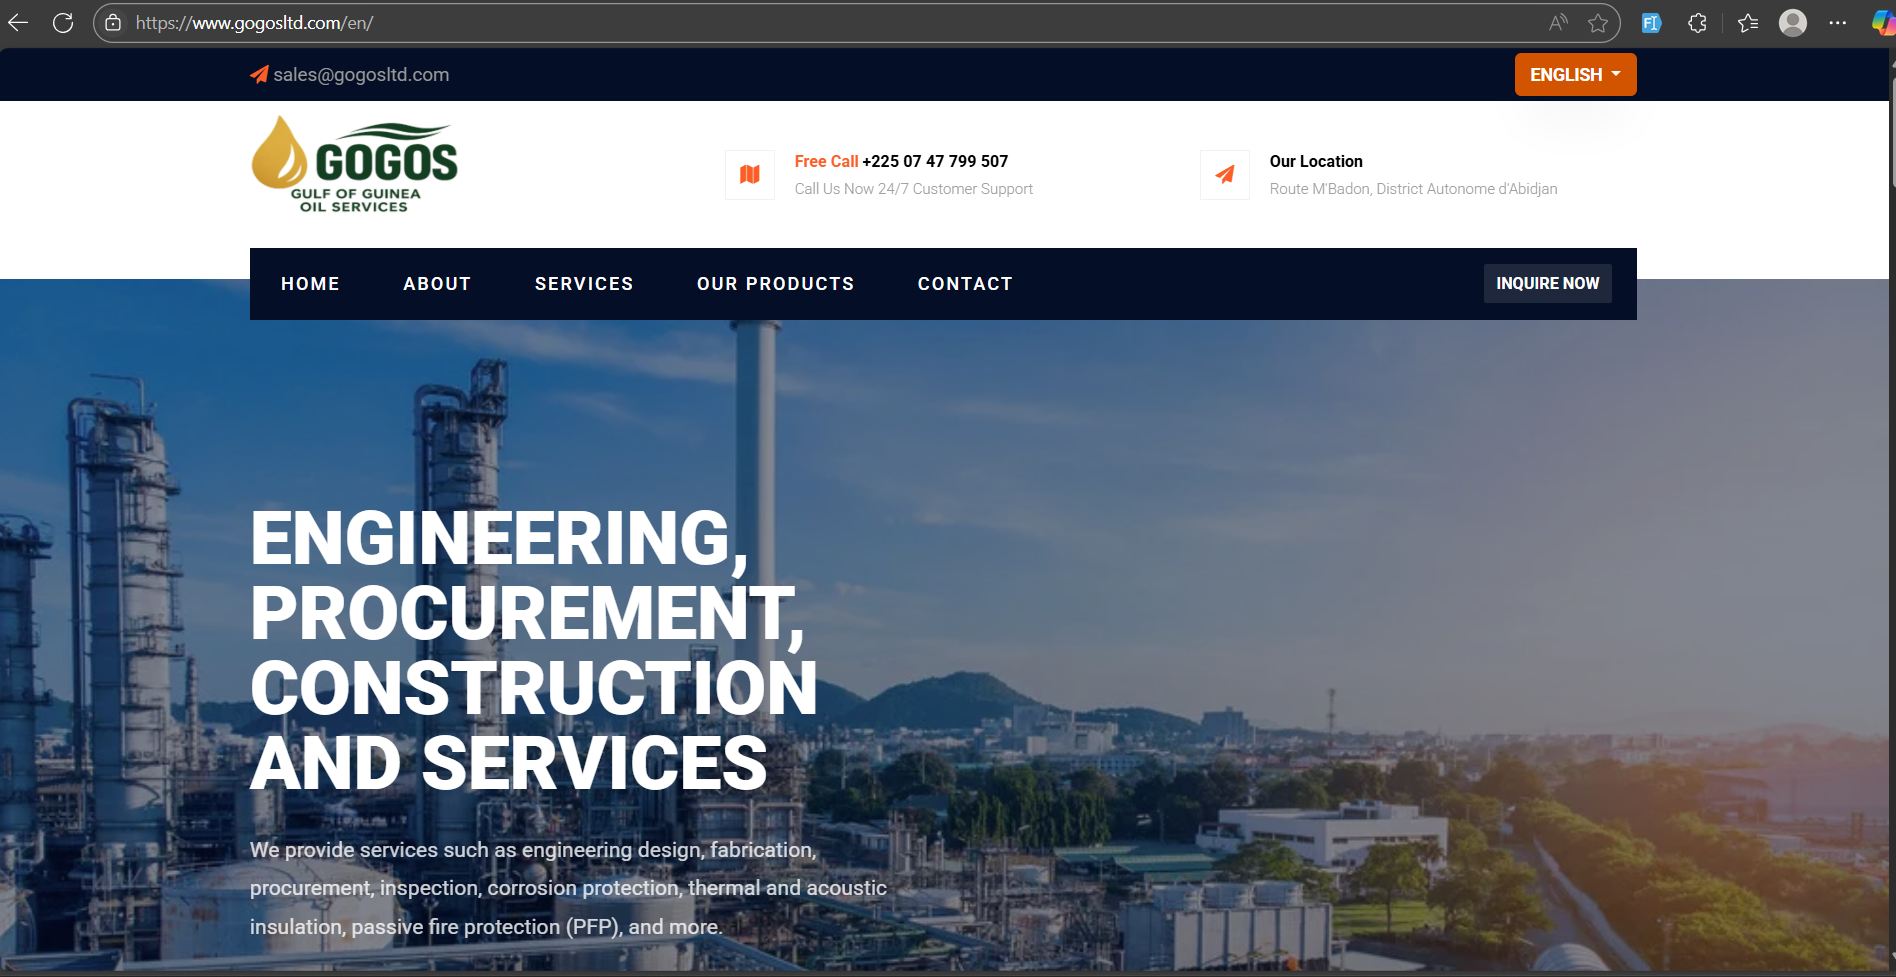 https://www.gogosltd.com/en/
sales@gogosltd.com
ENGLISH
GOGOS
GULF OF GUINEA
OIL SERVICES
Free Call +225 07 47 799 507
Call Us Now 24/7 Customer Support
Our Location
Route M'Badon, District Autonome d'Abidjan
HOME ABOUT SERVICES OUR PRODUCTS CONTACT INQUIRE NOW
ENGINEERING,
PROCUREMENT,
CONSTRUCTION
AND SERVICES
We provide services such as engineering design, fabrication,
procurement, inspection, corrosion protection, thermal and acoustic
insulation, passive fire protection (PFP), and more.